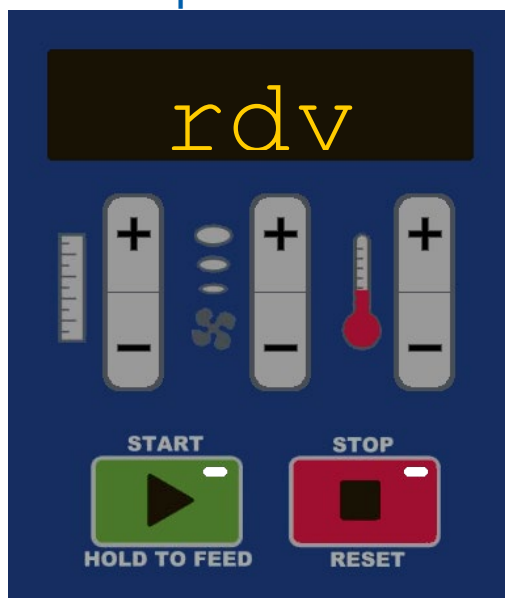 rdv
+ + +
- - -
START STOP
HOLD TO FEED RESET